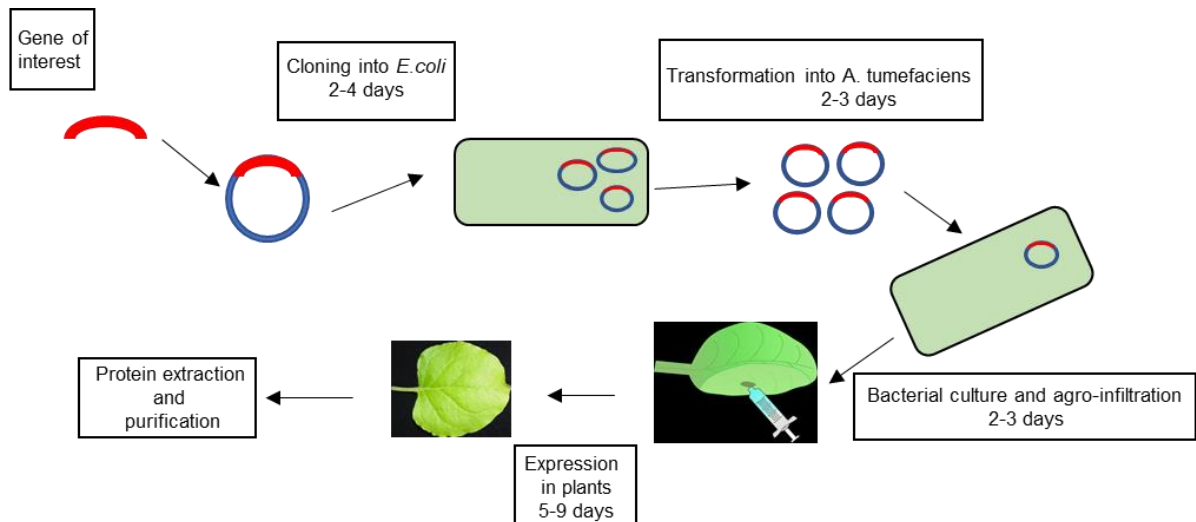 Gene of
interest
Cloning into E.coli
2-4 days
Transformation into A. tumefaciens
2-3 days
Bacterial culture and agro-infiltration
2-3 days
Expression
in plants
5-9 days
Protein extraction
and
purification